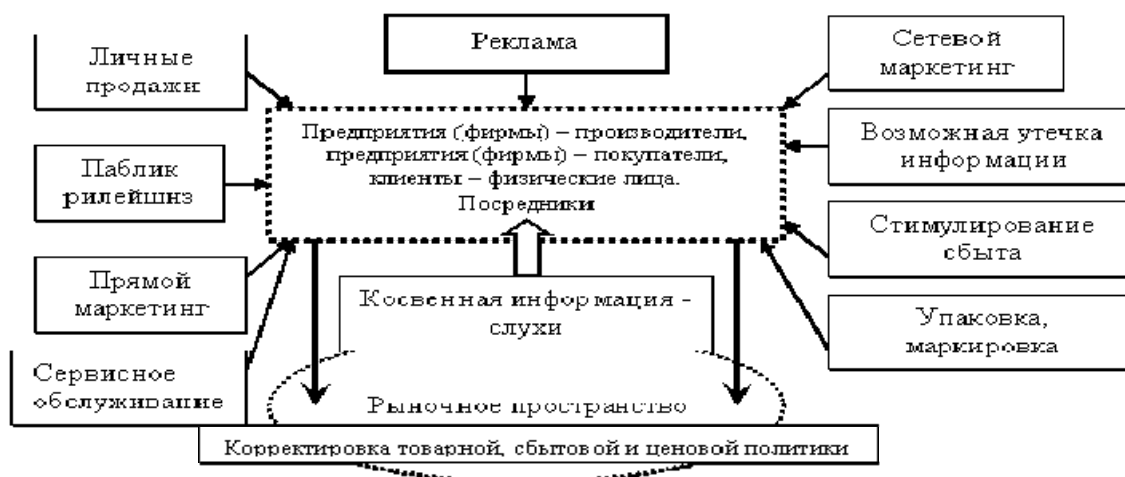 Личные
продажи
Реклама
Сетевой
маркетинг
Предприятия (фирмы) – производители,
предприятия (фирмы) – покупатели,
клиенты – физические лица.
Посредники
Паблик
рилейшнз
Возможная утечка
информации
Прямой
маркетинг
Стимулирование
сбыта
Косвенная информация -
слухи
Упаковка,
маркировка
Сервисное
обслуживание
Рыночное пространство
Корректировка товарной, сбытовой и ценовой политики